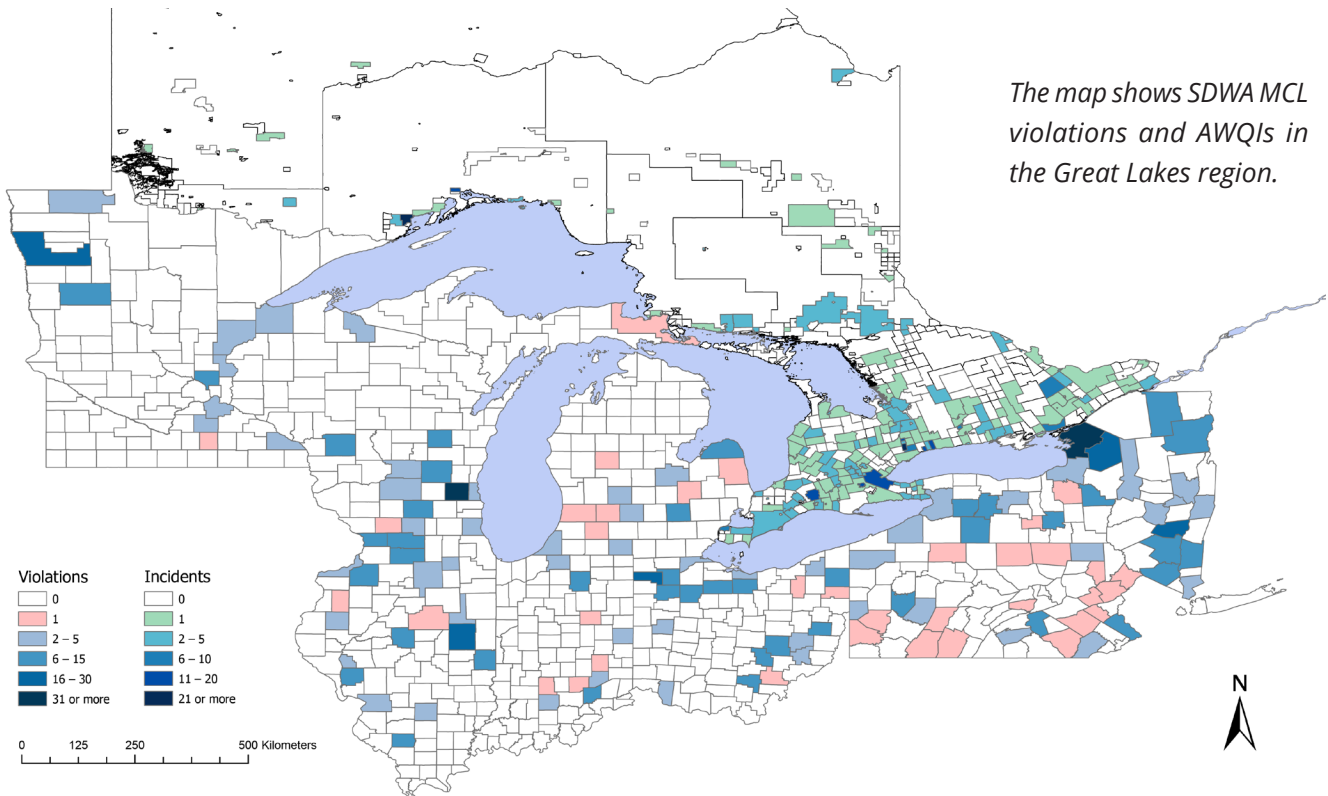 The map shows SDWA MCL
violations and AWQIs in
the Great Lakes region.
Violations
0
1
2 – 5
6 – 15
16 – 30
31 or more
Incidents
0
1
2 – 5
6 – 10
11 – 20
21 or more
0 125 250 500 Kilometers
N